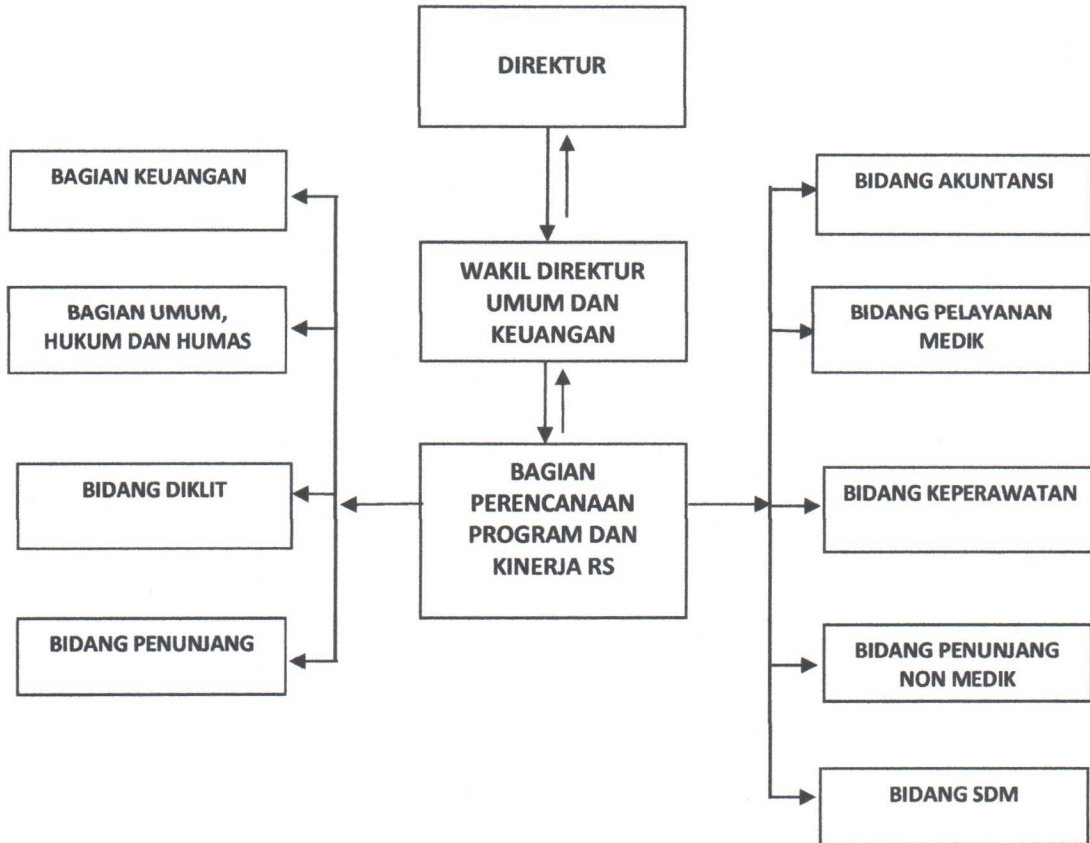 DIREKTUR
BAGIAN KEUANGAN
BIDANG AKUNTANSI
WAKIL DIREKTUR
UMUM DAN
KEUANGAN
BAGIAN UMUM,
HUKUM DAN HUMAS
BIDANG PELAYANAN
MEDIK
BAGIAN
PERENCANAAN
PROGRAM DAN
KINERJA RS
BIDANG DIKLIT
BIDANG KEPERAWATAN
BIDANG PENUNJANG
BIDANG PENUNJANG
NON MEDIK
BIDANG SDM